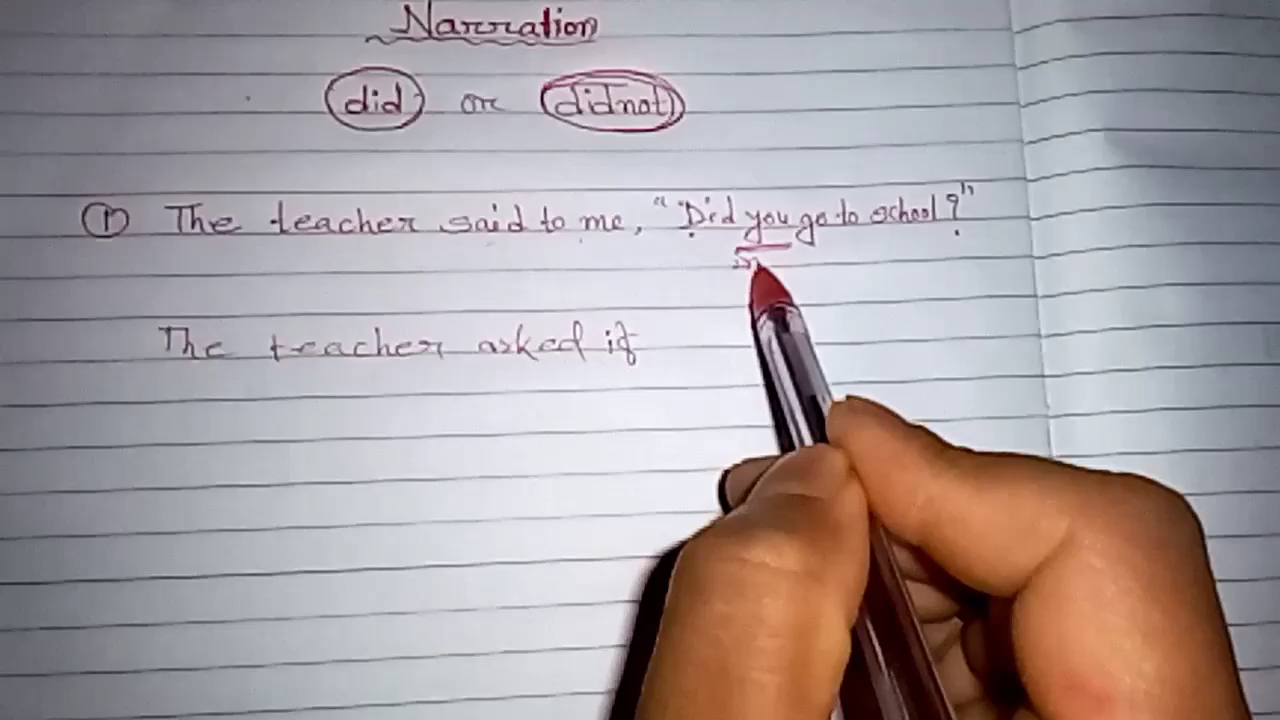 Narration
did or didnot
① The teacher said to me, "Did you go to school?"
The teacher asked if